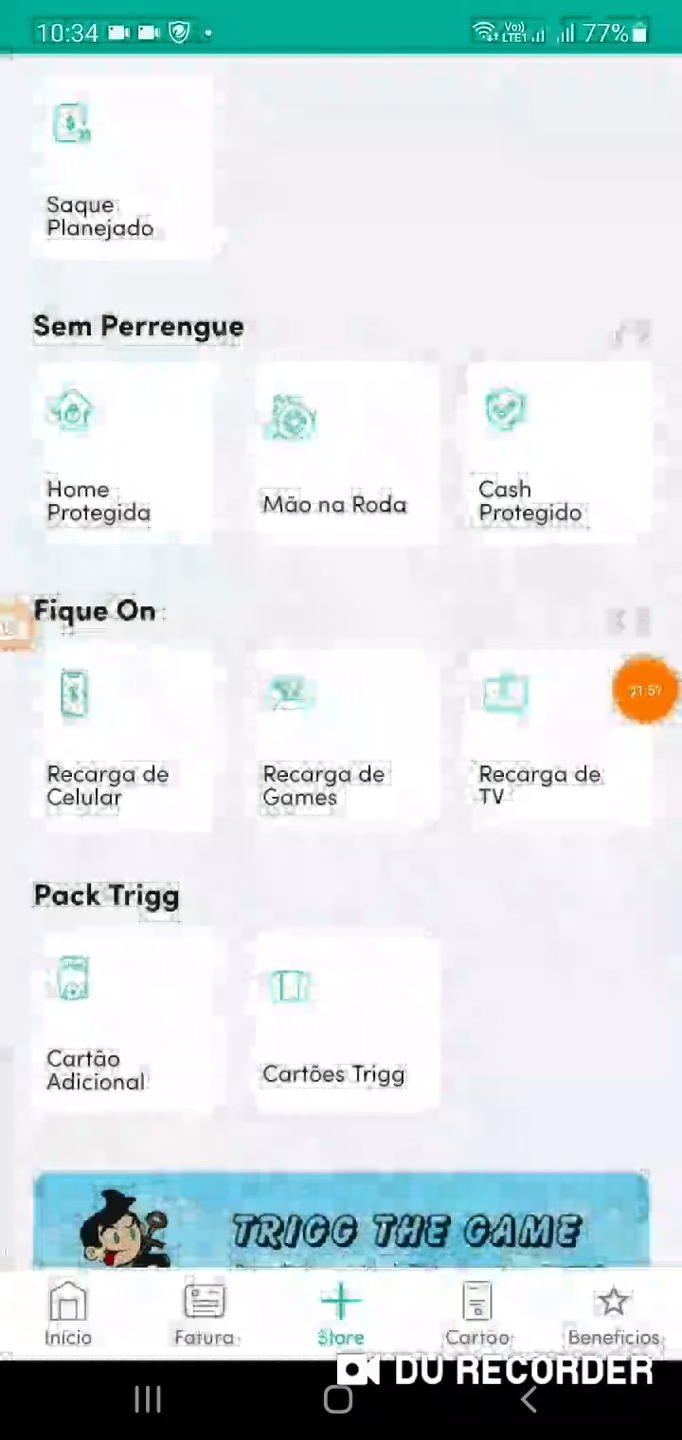 10:34
Vo))
LTE1
77%
Saque
Planejado
Sem Perrengue
Home
Protegida
Mão na Roda
Cash
Protegido
Fique On
Recarga de
Celular
Recarga de
Games
Recarga de
TV
Pack Trigg
Cartão
Adicional
Cartões Trigg
TRIGG THE GAME
Início
Fatura
Store
Cartão
Benefícios
DU RECORDER